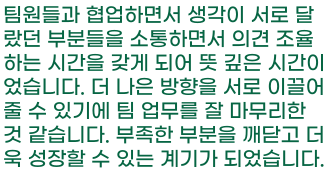 팀원들과 협업하면서 생각이 서로 달
랐던 부분들을 소통하면서 의견 조율
하는 시간을 갖게 되어 뜻 깊은 시간이
었습니다. 더 나은 방향을 서로 이끌어
줄 수 있기에 팀 업무를 잘 마무리한
것 같습니다. 부족한 부분을 깨닫고 더
욱 성장할 수 있는 계기가 되었습니다.